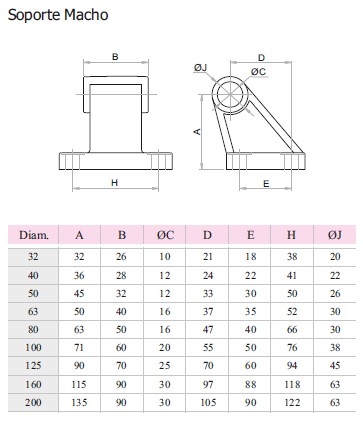 Soporte Macho
B
D
ØJ
ØC
A
H
E
Diam. A B ØC D E H ØJ
32 32 26 10 21 18 38 20
40 36 28 12 24 22 41 22
50 45 32 12 33 30 50 26
63 50 40 16 37 35 52 30
80 63 50 16 47 40 66 30
100 71 60 20 55 50 76 38
125 90 70 25 70 60 94 45
160 115 90 30 97 88 118 63
200 135 90 30 105 90 122 63